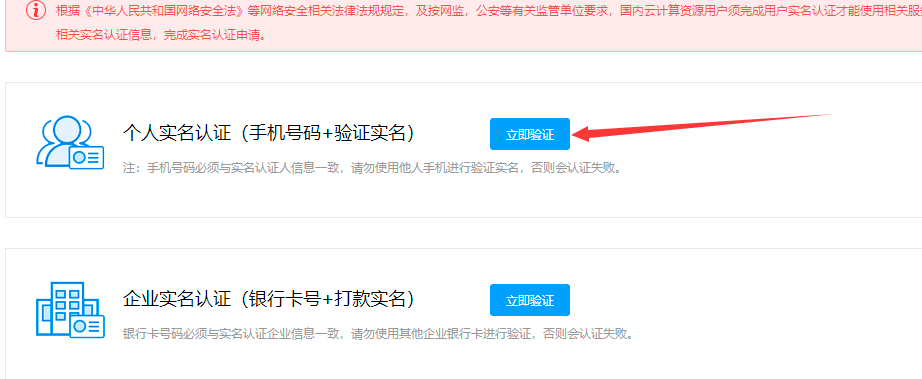 根据《中华人民共和国网络安全法》等网络安全相关法律法规规定，及按网监，公安等有关监管单位要求，国内云计算资源用户须完成用户实名认证才能使用相关服
相关实名认证信息，完成实名认证申请。
个人实名认证（手机号码+验证实名）
立即验证
注：手机号码必须与实名认证人信息一致，请勿使用他人手机进行验证实名，否则会认证失败。
企业实名认证（银行卡号+打款实名）
立即验证
银行卡号码必须与实名认证企业信息一致，请勿使用其他企业银行卡进行验证，否则会认证失败。